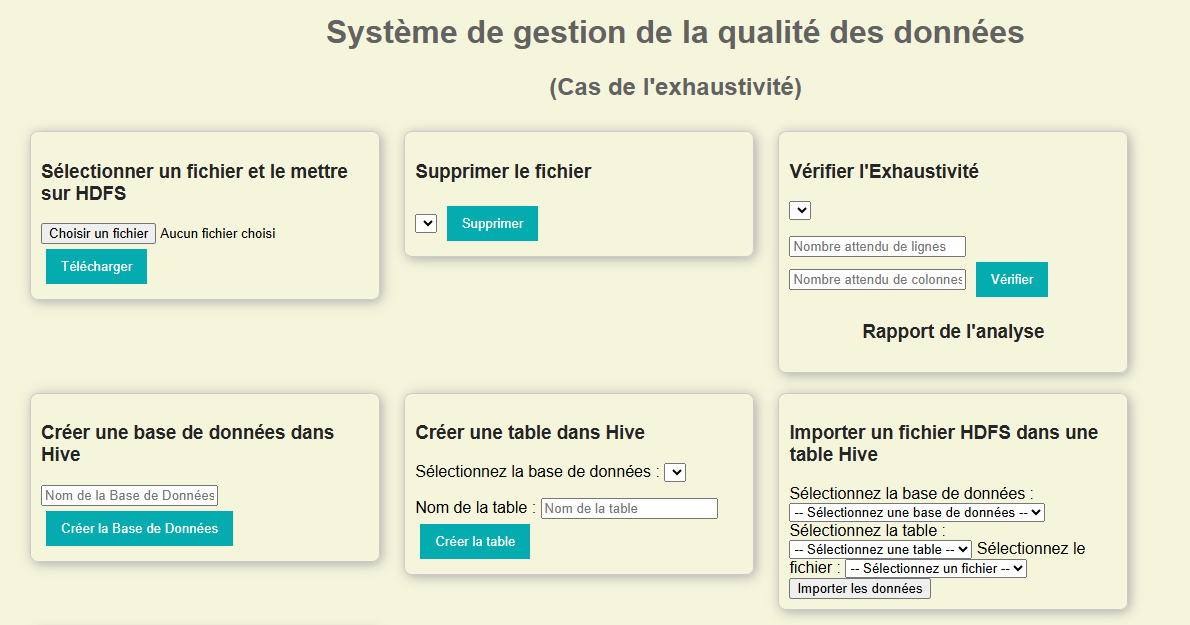 Système de gestion de la qualité des données
(Cas de l'exhaustivité)
Sélectionner un fichier et le mettre
sur HDFS
Choisir un fichier Aucun fichier choisi
Télécharger
Supprimer le fichier
Supprimer
Vérifier l'Exhaustivité
Nombre attendu de lignes
Nombre attendu de colonnes Vérifier
Rapport de l'analyse
Créer une base de données dans
Hive
Nom de la Base de Données
Créer la Base de Données
Créer une table dans Hive
Sélectionnez la base de données :
Nom de la table : Nom de la table
Créer la table
Importer un fichier HDFS dans une
table Hive
Sélectionnez la base de données :
-- Sélectionnez une base de données --
Sélectionnez la table :
-- Sélectionnez une table -- Sélectionnez le
fichier : -- Sélectionnez un fichier --
Importer les données